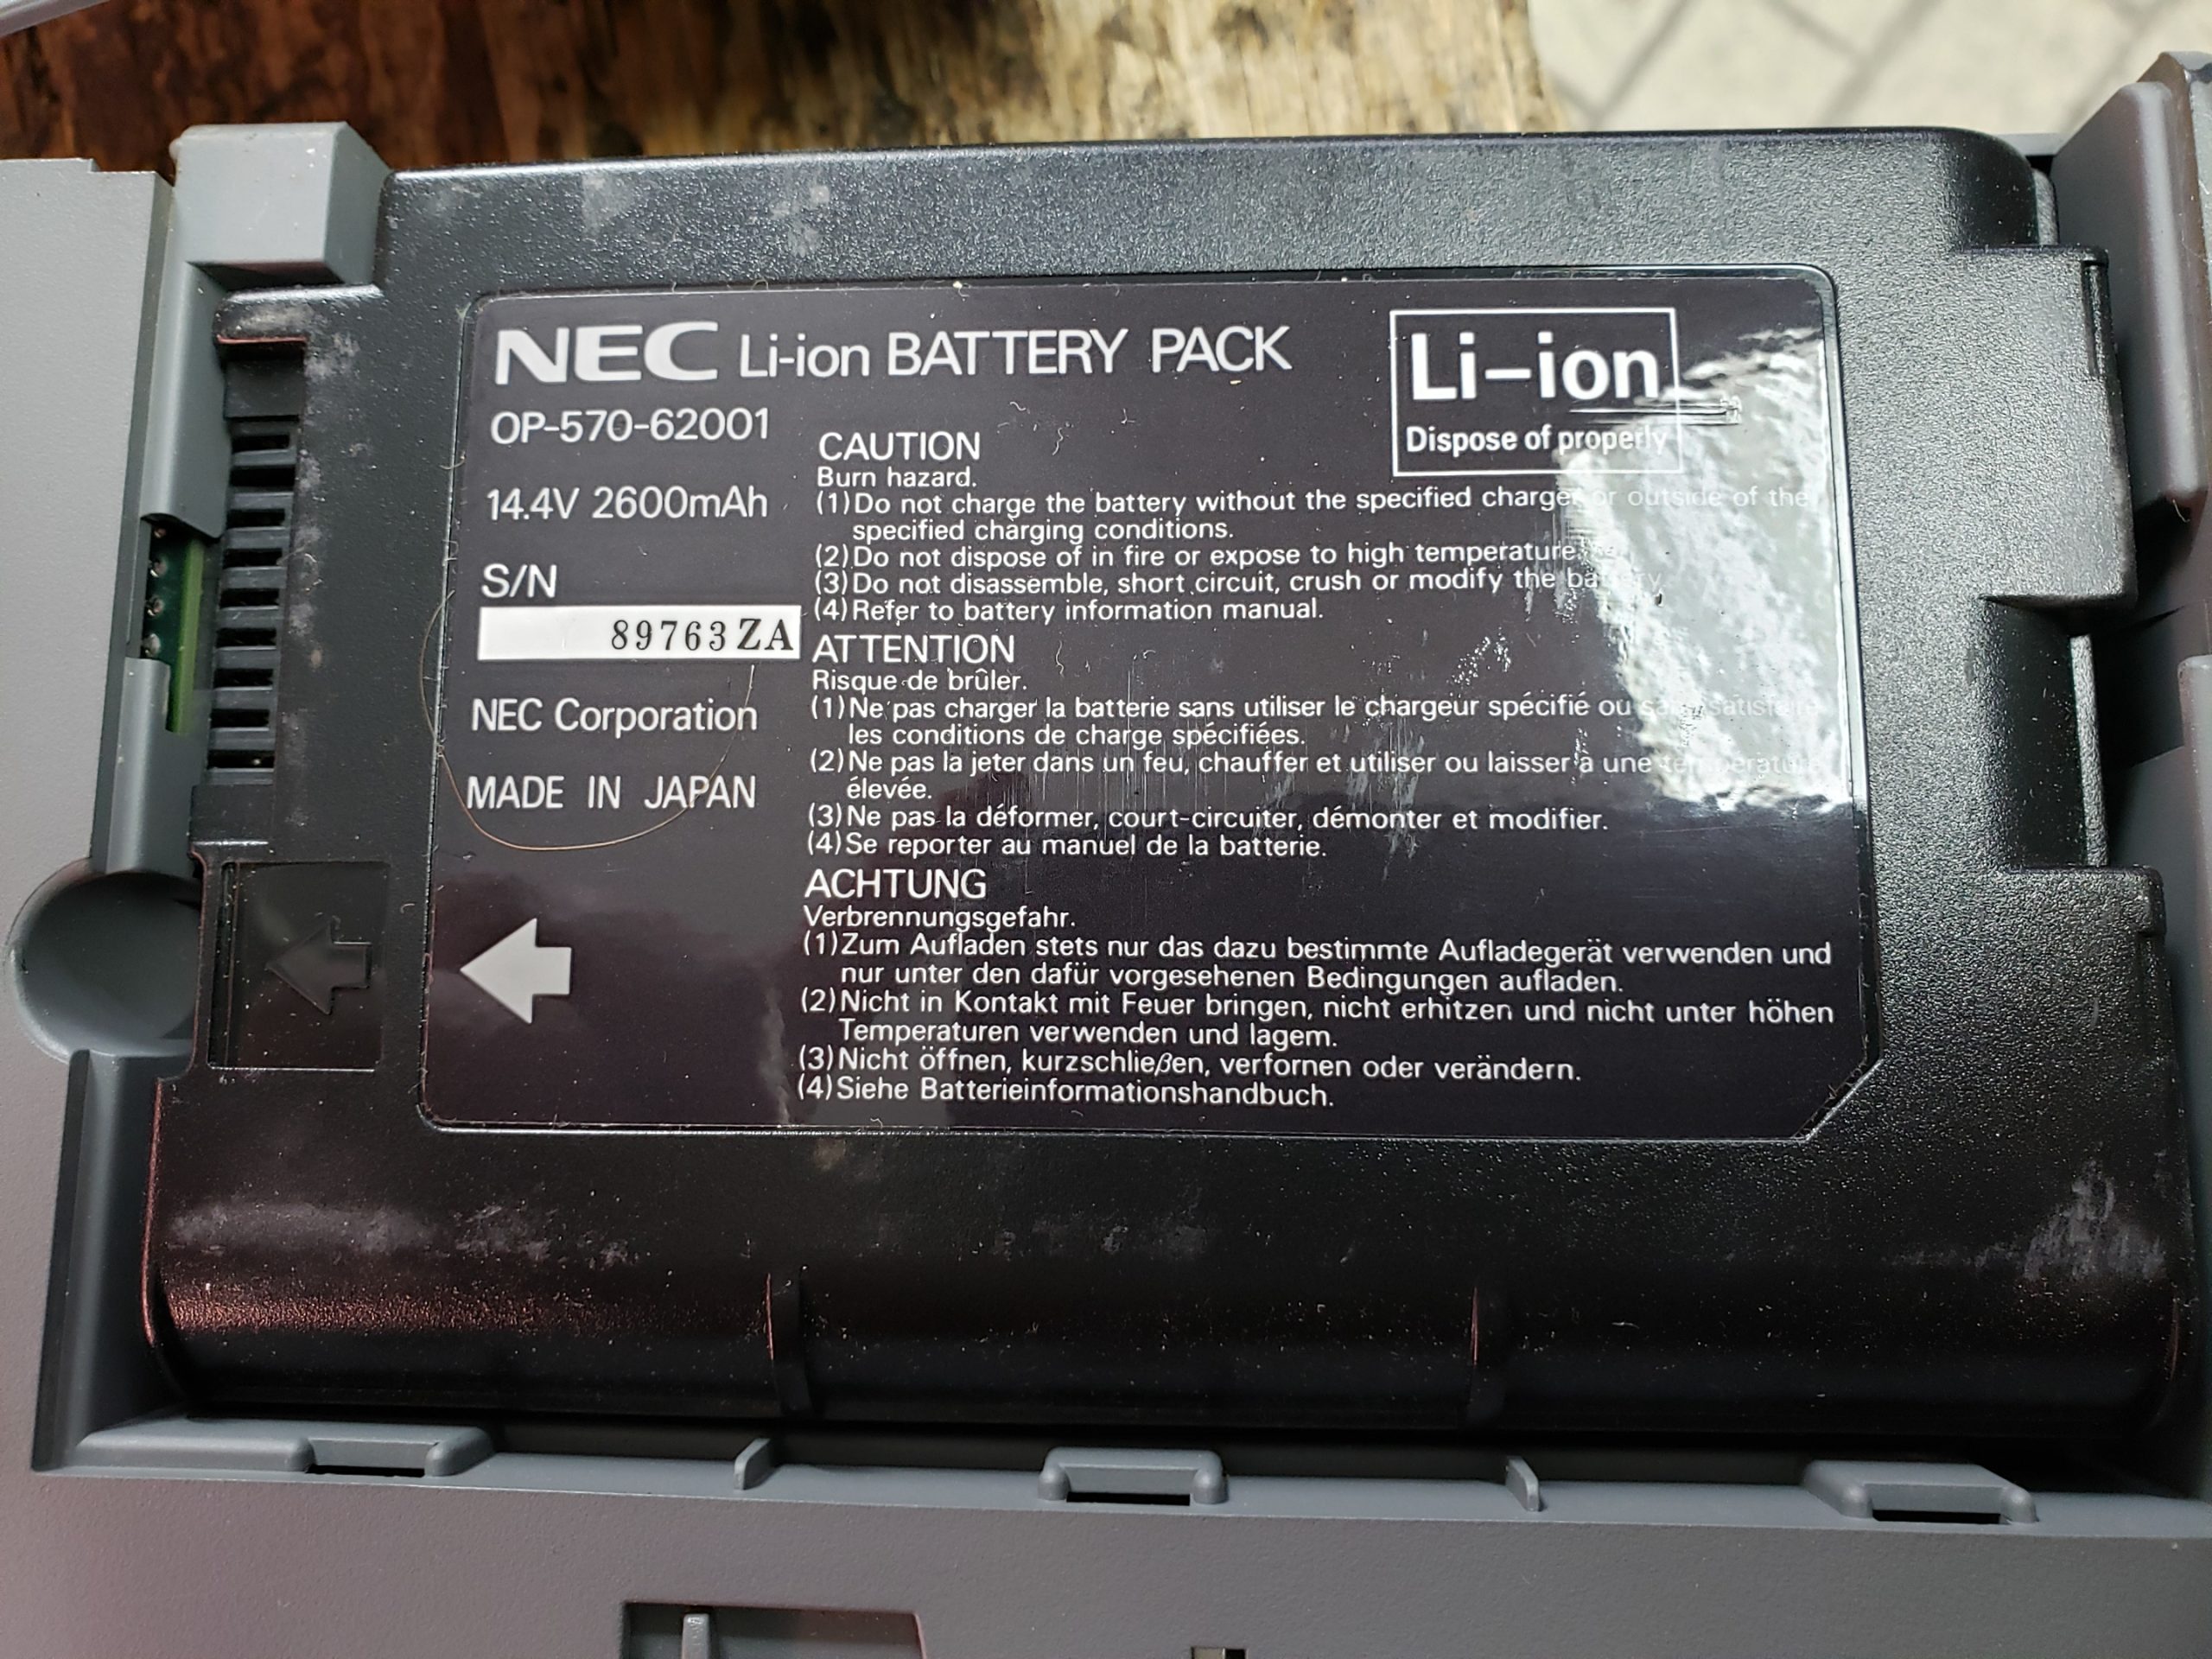 NEC Li-ion BATTERY PACK
OP-570-62001
14.4V 2600mAh
S/N
89763ZA
NEC Corporation
MADE IN JAPAN
Li-ion
Dispose of properly
CAUTION
Burn hazard.
(1)Do not charge the battery without the specified charger or outside of the
specified charging conditions.
(2)Do not dispose of in fire or expose to high temperature.
(3)Do not disassemble, short circuit, crush or modify the battery.
(4)Refer to battery information manual.
ATTENTION
Risque de brûler.
(1)Ne pas charger la batterie sans utiliser le chargeur spécifié ou sans satisfaire
les conditions de charge spécifiées.
(2)Ne pas la jeter dans un feu, chauffer et utiliser ou laisser à une température
élevée.
(3)Ne pas la déformer, court-circuiter, démonter et modifier.
(4)Se reporter au manuel de la batterie.
ACHTUNG
Verbrennungsgefahr.
(1)Zum Aufladen stets nur das dazu bestimmte Aufladegerät verwenden und
nur unter den dafür vorgesehenen Bedingungen aufladen.
(2)Nicht in Kontakt mit Feuer bringen, nicht erhitzen und nicht unter höhen
Temperaturen verwenden und lagem.
(3)Nicht öffnen, kurzschließen, verfornen oder verändern.
(4)Siehe Batterieinformationshandbuch.